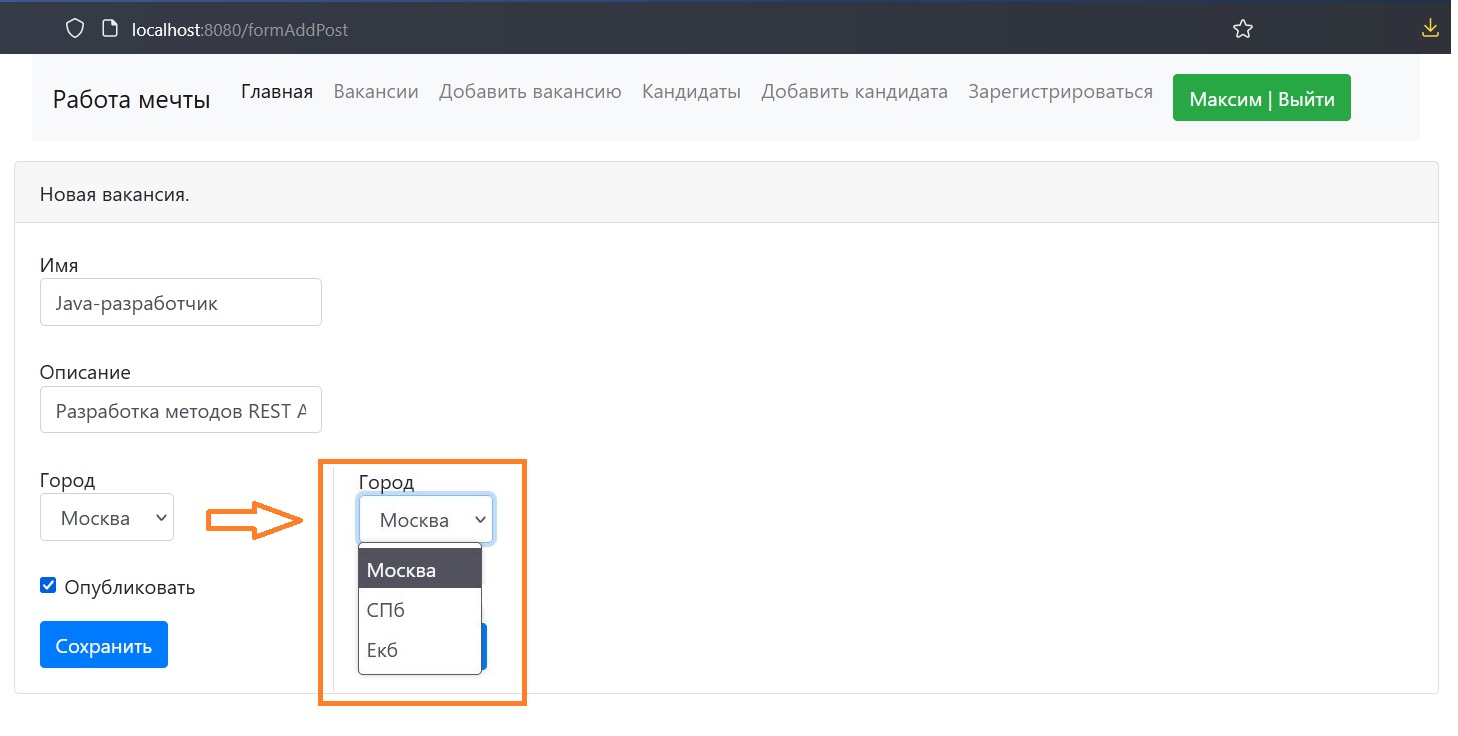 localhost:8080/formAddPost
Работа мечты Главная Вакансии Добавить вакансию Кандидаты Добавить кандидата Зарегистрироваться Максим | Выйти
Новая вакансия.
Имя
Java-разработчик
Описание
Разработка методов REST A
Город
Москва
Опубликовать
Сохранить
Город
Москва
Москва
СПб
Екб